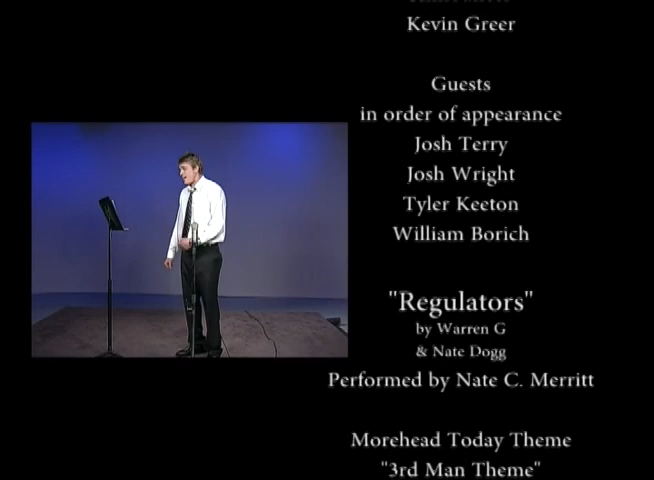 Kevin Greer
Guests
in order of appearance
Josh Terry
Josh Wright
Tyler Keeton
William Borich
"Regulators"
by Warren G
& Nate Dogg
Performed by Nate C. Merritt
Morehead Today Theme
"3rd Man Theme"